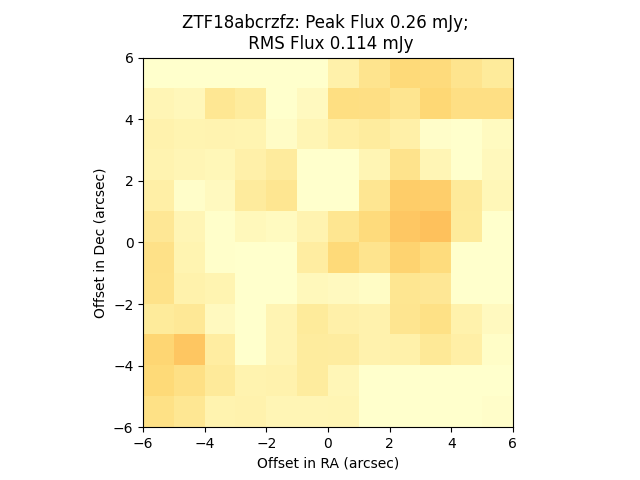 ZTF18abcrzfz: Peak Flux 0.26 mJy;
RMS Flux 0.114 mJy
6
4
2
0
−2
−4
−6
Offset in Dec (arcsec)
−6 −4 −2 0 2 4 6
Offset in RA (arcsec)